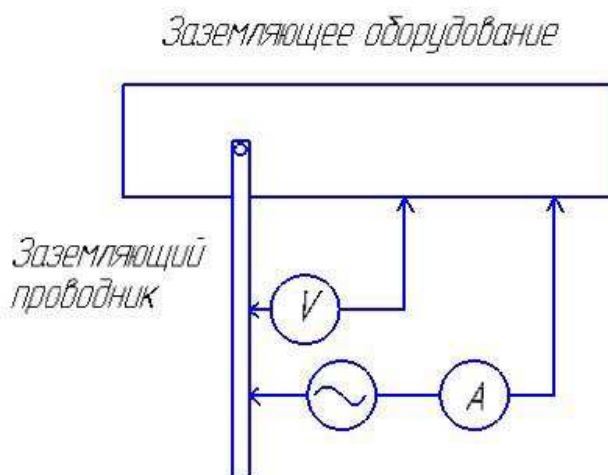 Заземляющее оборудование
Заземляющий
проводник
V
A